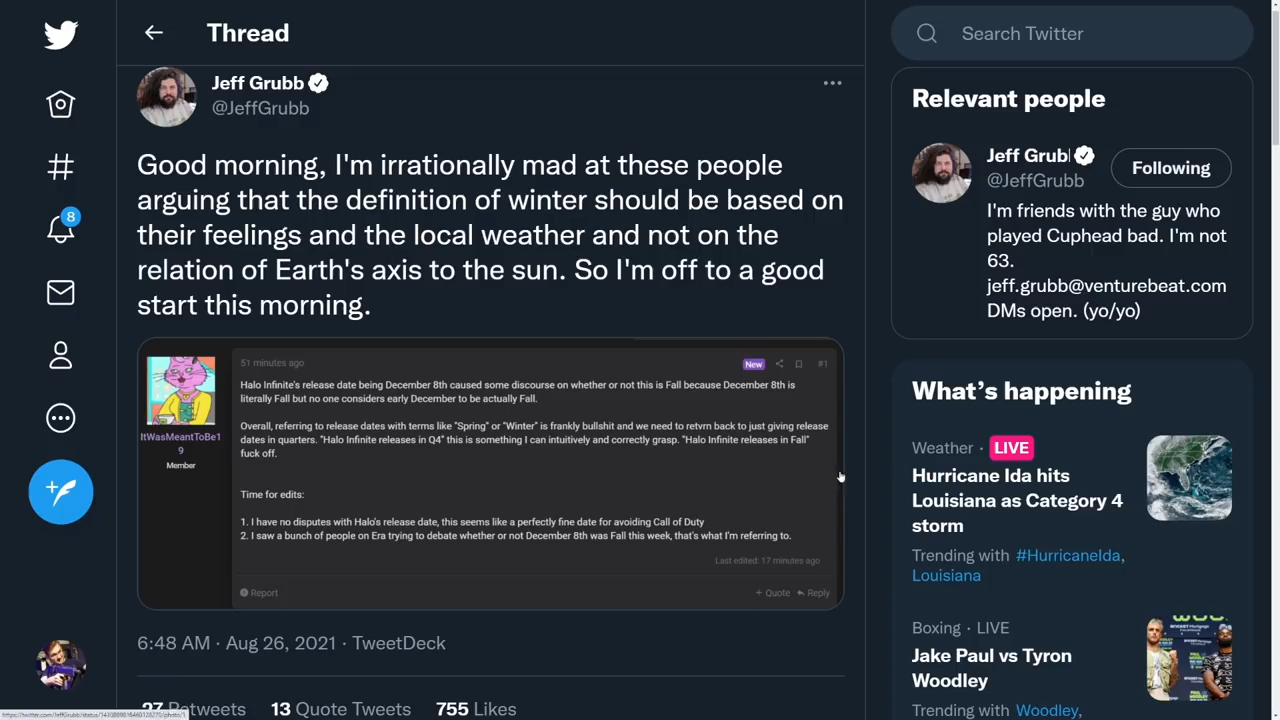 Thread
Search Twitter
Jeff Grubb
@JeffGrubb
Good morning, I'm irrationally mad at these people
arguing that the definition of winter should be based on
their feelings and the local weather and not on the
relation of Earth's axis to the sun. So I'm off to a good
start this morning.
51 minutes ago
New
#1
Halo Infinite's release date being December 8th caused some discourse on whether or not this is Fall because December 8th is
literally Fall but no one considers early December to be actually Fall.
Overall, referring to release dates with terms like "Spring" or "Winter" is frankly bullshit and we need to retvrn back to just giving release
dates in quarters. "Halo Infinite releases in Q4" this is something I can intuitively and correctly grasp. "Halo Infinite releases in Fall"
fuck off.
ItWasMeantToBe1
9
Member
Time for edits:
1. I have no disputes with Halo's release date, this seems like a perfectly fine date for avoiding Call of Duty
2. I saw a bunch of people on Era trying to debate whether or not December 8th was Fall this week, that's what I'm referring to.
Last edited: 17 minutes ago
Report
+ Quote
Reply
6:48 AM · Aug 26, 2021 · TweetDeck
27 Retweets 13 Quote Tweets 755 Likes
8
Relevant people
Jeff Grub
@JeffGrubb
Following
I'm friends with the guy who
played Cuphead bad. I'm not
63.
jeff.grubb@venturebeat.com
DMs open. (yo/yo)
What's happening
Weather · LIVE
Hurricane Ida hits
Louisiana as Category 4
storm
Trending with #HurricaneIda,
Louisiana
Boxing · LIVE
Jake Paul vs Tyron
Woodley
Trending with Woodley,